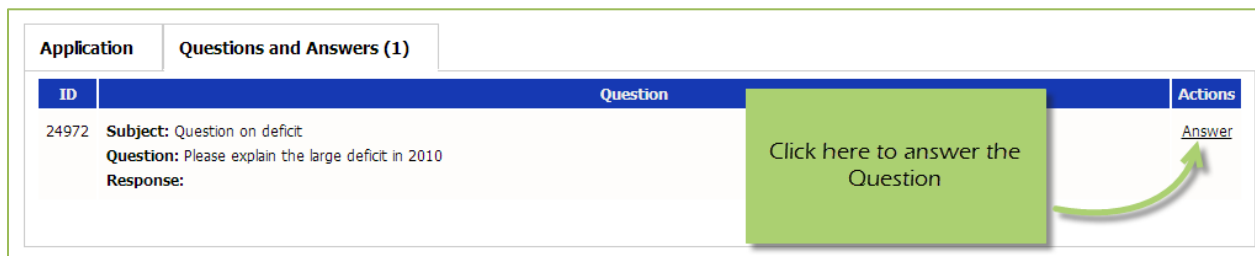 Application Questions and Answers (1)
ID Question Actions
24972 Subject: Question on deficit Answer
Question: Please explain the large deficit in 2010
Response:
Click here to answer the
Question